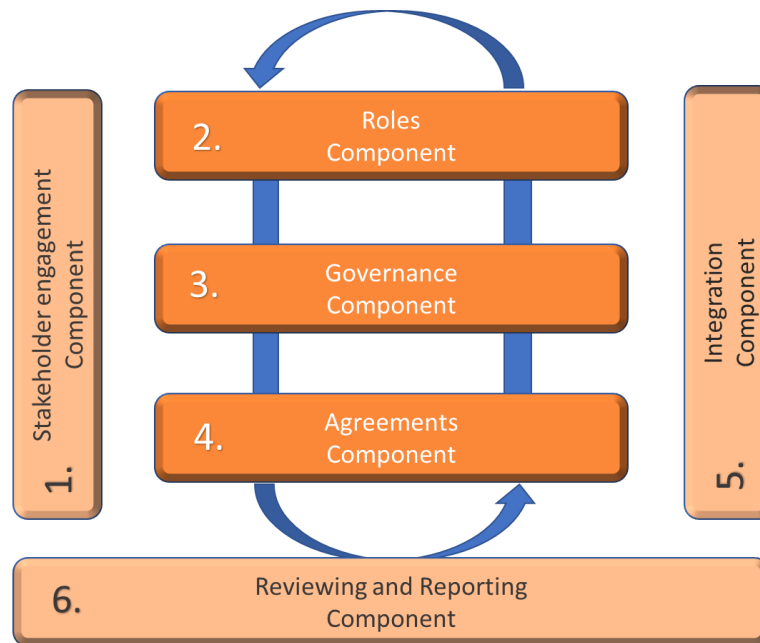 1.
Stakeholder engagement
Component
2.
Roles
Component
3.
Governance
Component
4.
Agreements
Component
5.
Integration
Component
6.
Reviewing and Reporting
Component